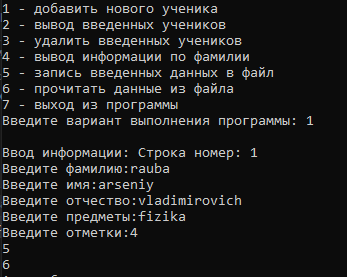 1 - добавить нового ученика
2 - вывод введенных учеников
3 - удалить введенных учеников
4 - вывод информации по фамилии
5 - запись введенных данных в файл
6 - прочитать данные из файла
7 - выход из программы
Введите вариант выполнения программы: 1

Ввод информации: Строка номер: 1
Введите фамилию:rauba
Введите имя:arseniy
Введите отчество:vladimirovich
Введите предметы:fizika
Введите отметки:4
5
6